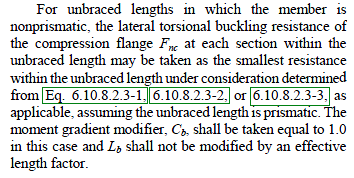 For unbraced lengths in which the member is
nonprismatic, the lateral torsional buckling resistance of
the compression flange Fnc at each section within the
unbraced length may be taken as the smallest resistance
within the unbraced length under consideration determined
from Eq. 6.10.8.2.3-1, 6.10.8.2.3-2, or 6.10.8.2.3-3, as
applicable, assuming the unbraced length is prismatic. The
moment gradient modifier, Cb, shall be taken equal to 1.0
in this case and Lb shall not be modified by an effective
length factor.